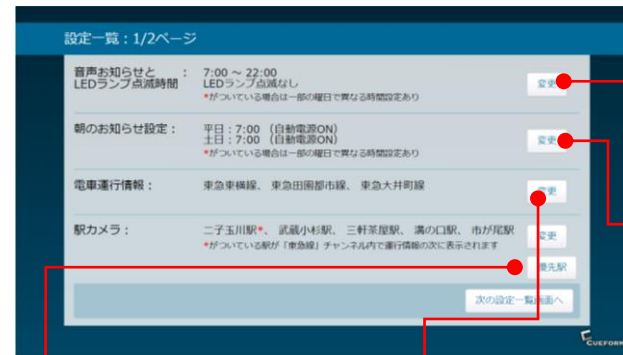 設定一覧：1/2ページ
音声お知らせと ： 7:00 ～ 22:00
LEDランプ点滅時間 LEDランプ点滅なし
*がついている場合は一部の曜日で異なる時間設定あり
変更
朝のお知らせ設定： 平日：7:00 （自動電源ON）
土日：7:00 （自動電源ON）
*がついている場合は一部の曜日で異なる時間設定あり
変更
電車運行情報： 東急東横線、 東急田園都市線、 東急大井町線
変更
駅カメラ： 二子玉川駅*、 武蔵小杉駅、 三軒茶屋駅、 溝の口駅、 市が尾駅
*がついている駅が「東急線」チャンネル内で運行情報の次に表示されます
変更
優先駅
次の設定一覧画面へ